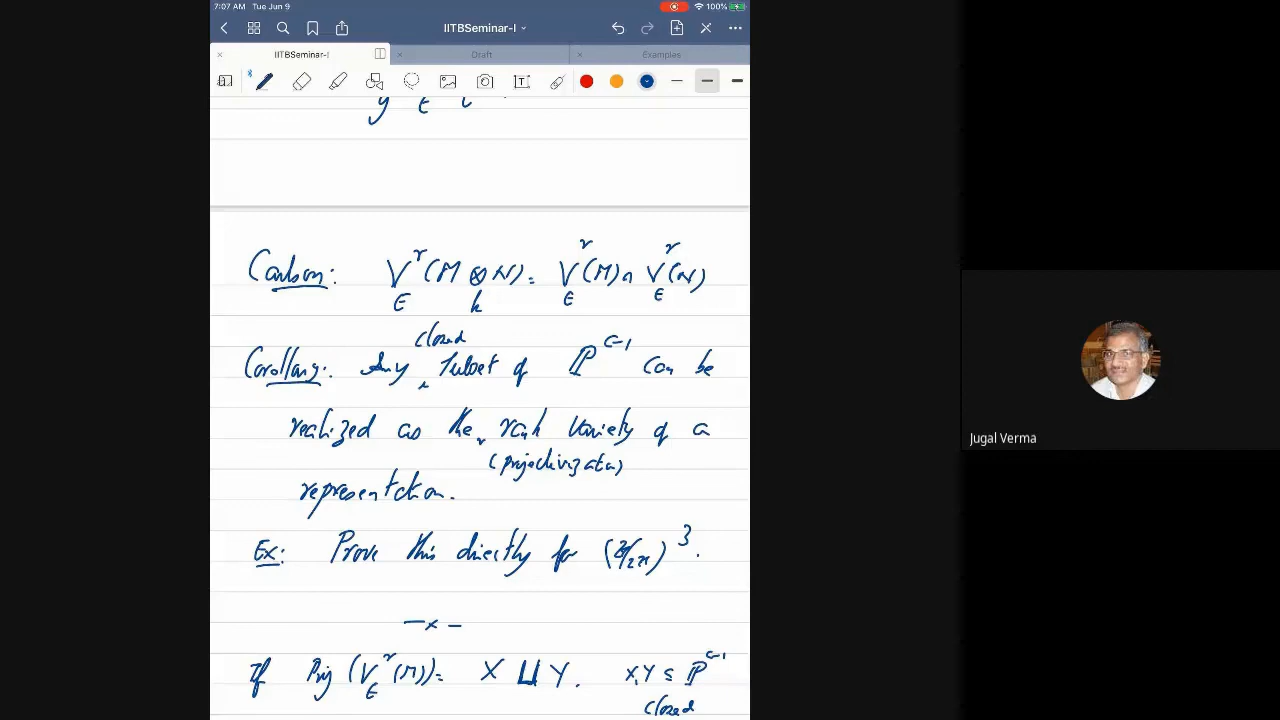 7:07 AM Tue Jun 9
100%
IITBSeminar-I
IITBSeminar-I
Draft
Examples
y E
Carlson: V_E^r (M ⊗_k N) = V_E^r (M) ∩ V_E^r (N)
closed
Corollary: Any subset of ℙ^{c-1} can be
realized as the rank variety of a
(projectivization)
representation.
Ex: Prove this directly for (ℤ/2ℤ)^3.
—x—
If Proj (V_E^r (M)) = X ⊔ Y. X, Y ⊆ ℙ^{c-1}
closed
Jugal Verma